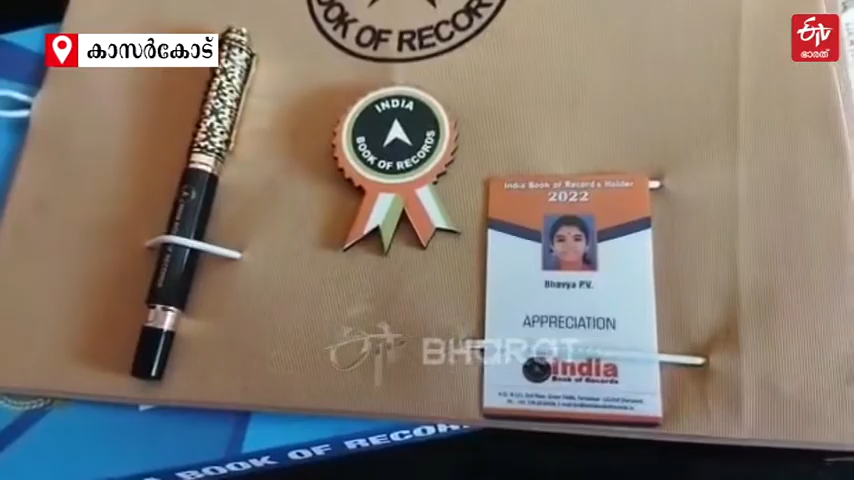 കാസർകോട്
BOOK OF RECORDS
ഭാരത്
INDIA
BOOK OF RECORDS
India Book of Records Holder
2022
Bhavya P.V.
APPRECIATION
BHARAT
India
Book of Records
BOOK OF RECOR